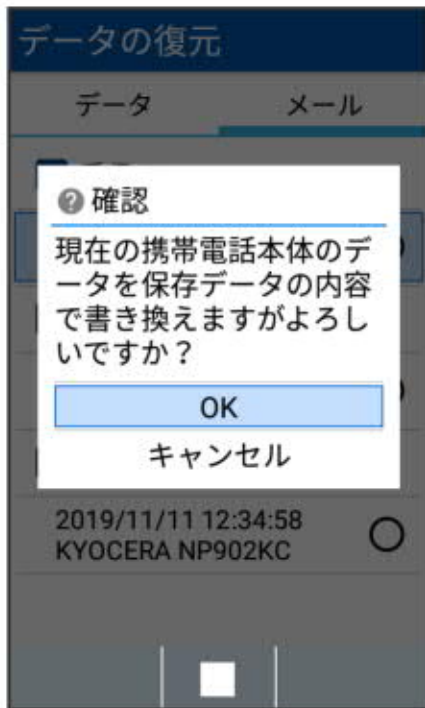 データの復元
データ メール
確認
現在の携帯電話本体のデ
ータを保存データの内容
で書き換えますがよろし
いですか？
OK
キャンセル
2019/11/11 12:34:58
KYOCERA NP902KC